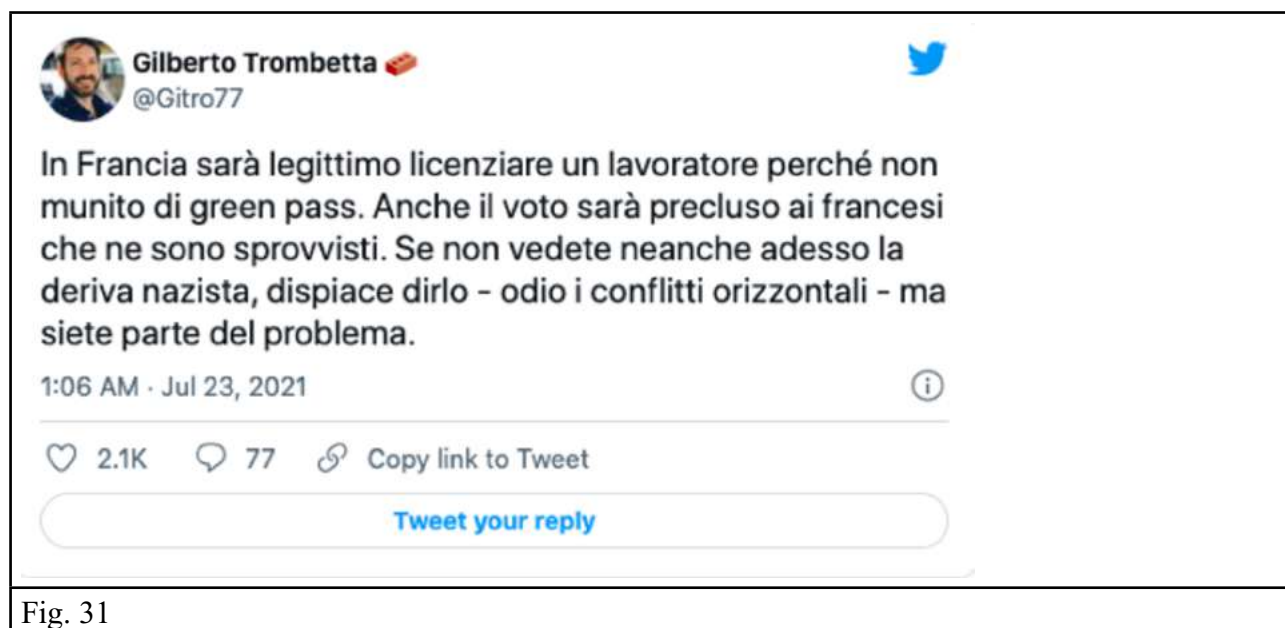 Gilberto Trombetta 🧱
@Gitro77
In Francia sarà legittimo licenziare un lavoratore perché non
munito di green pass. Anche il voto sarà precluso ai francesi
che ne sono sprovvisti. Se non vedete neanche adesso la
deriva nazista, dispiace dirlo – odio i conflitti orizzontali – ma
siete parte del problema.
1:06 AM · Jul 23, 2021
2.1K 77 Copy link to Tweet
Tweet your reply
Fig. 31